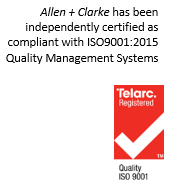 Allen + Clarke has been
independently certified as
compliant with ISO9001:2015
Quality Management Systems
Telarc.
Registered
TM
Quality
ISO 9001